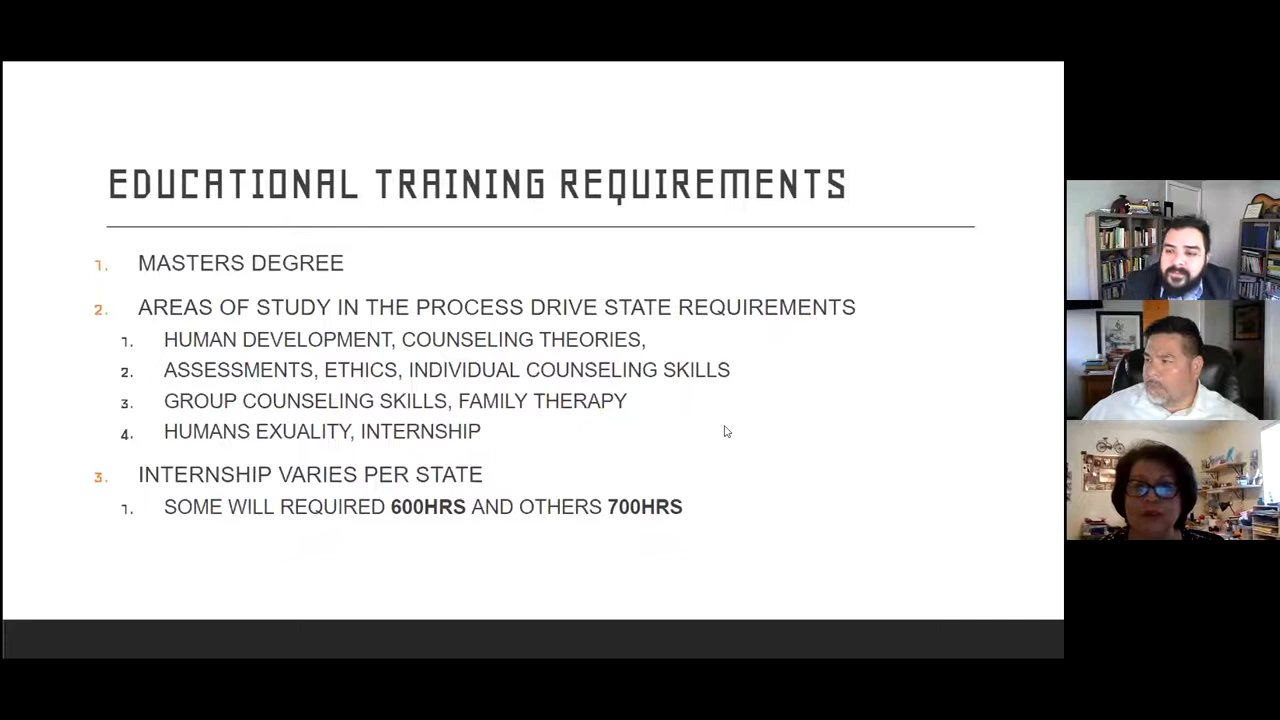 EDUCATIONAL TRAINING REQUIREMENTS
1. MASTERS DEGREE
2. AREAS OF STUDY IN THE PROCESS DRIVE STATE REQUIREMENTS
1. HUMAN DEVELOPMENT, COUNSELING THEORIES,
2. ASSESSMENTS, ETHICS, INDIVIDUAL COUNSELING SKILLS
3. GROUP COUNSELING SKILLS, FAMILY THERAPY
4. HUMANS EXUALITY, INTERNSHIP
3. INTERNSHIP VARIES PER STATE
1. SOME WILL REQUIRED 600HRS AND OTHERS 700HRS